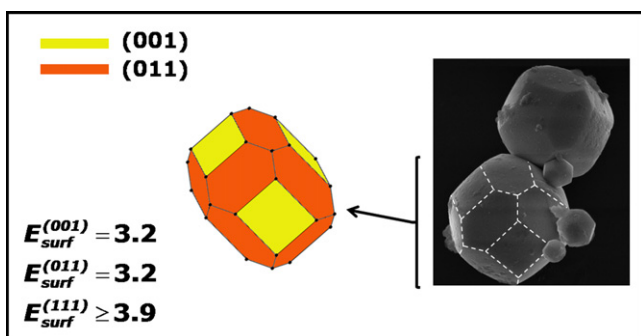 (001)
(011)
E_surf^(001) = 3.2
E_surf^(011) = 3.2
E_surf^(111) ≥ 3.9